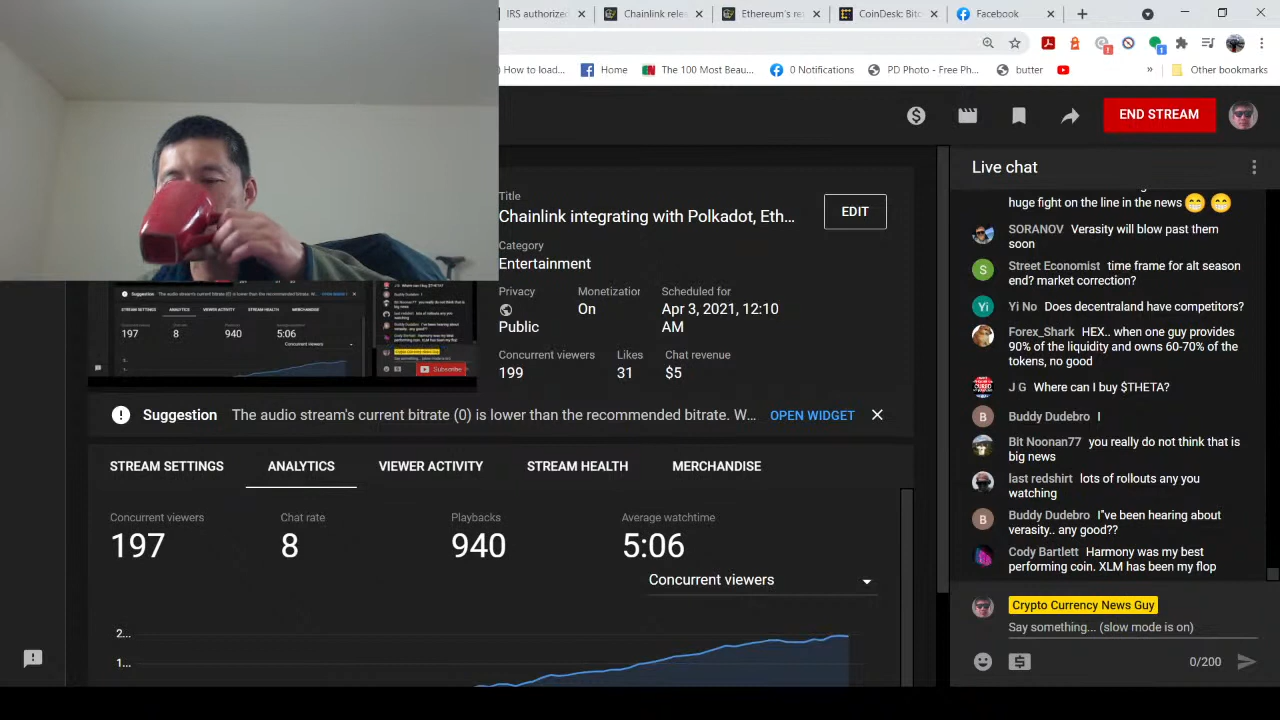 IRS authorized
Chainlink rele
Ethereum's re
CoinDesk: Bitc
Facebook
) How to load...
Home
The 100 Most Beau...
0 Notifications
PD Photo - Free Ph...
butter
»
Other bookmarks
END STREAM
Title
Chainlink integrating with Polkadot, Eth...
EDIT
Category
Entertainment
Privacy
Monetization
Scheduled for
Public
On
Apr 3, 2021, 12:10
AM
Concurrent viewers
Likes
Chat revenue
199
31
$5
Suggestion The audio stream's current bitrate (0) is lower than the recommended bitrate. W...
OPEN WIDGET
STREAM SETTINGS
ANALYTICS
VIEWER ACTIVITY
STREAM HEALTH
MERCHANDISE
Concurrent viewers
Chat rate
Playbacks
Average watchtime
197
8
940
5:06
Concurrent viewers
2...
1...
Live chat
huge fight on the line in the news
SORANOV Verasity will blow past them
soon
Street Economist time frame for alt season
end? market correction?
Yi No Does decentraland have competitors?
Forex_Shark HEX.. when one guy provides
90% of the liquidity and owns 60-70% of the
tokens, no good
J G Where can I buy $THETA?
Buddy Dudebro I
Bit Noonan77 you really do not think that is
big news
last redshirt lots of rollouts any you
watching
Buddy Dudebro I"ve been hearing about
verasity.. any good??
Cody Bartlett Harmony was my best
performing coin. XLM has been my flop
Crypto Currency News Guy
Say something... (slow mode is on)
0/200
Subscribe